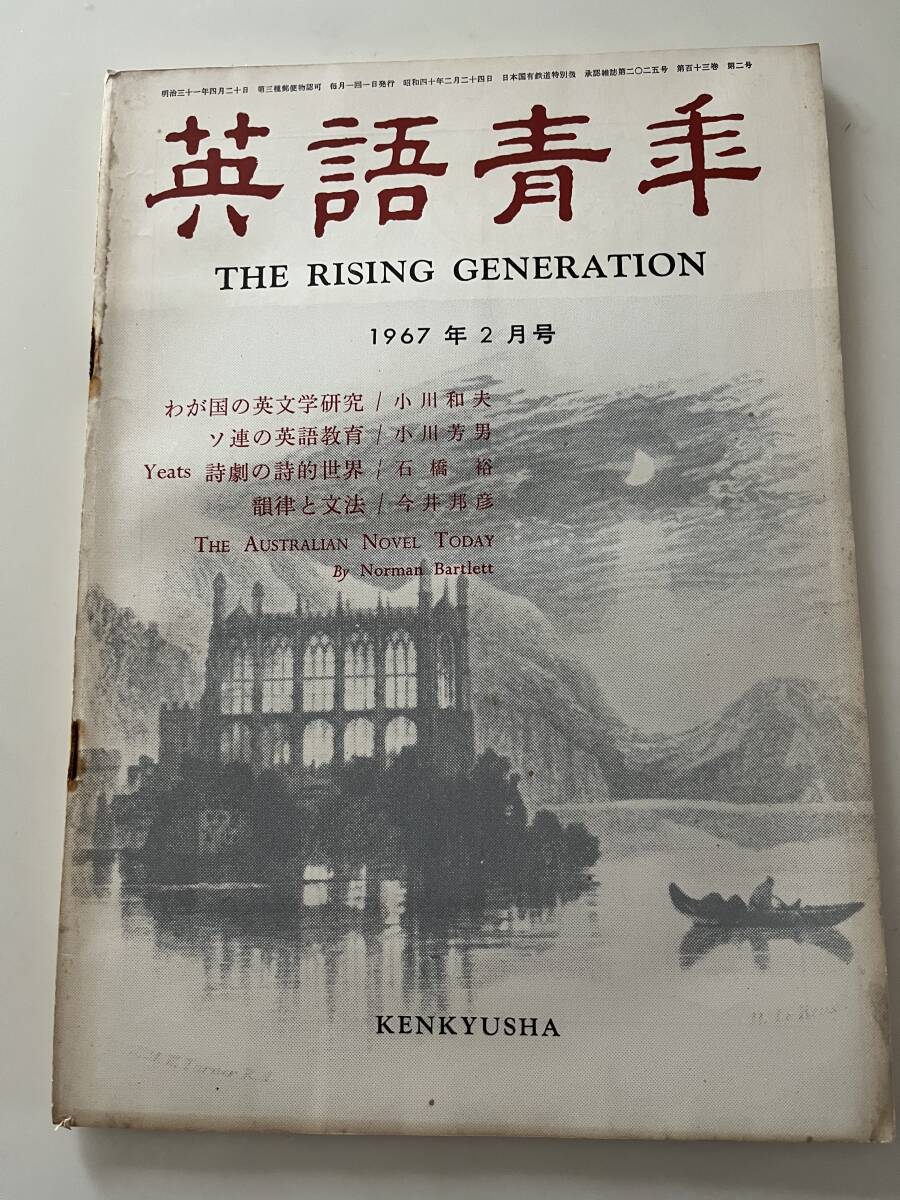 明治三十一年四月二十日 第三種郵便物認可 毎月一回一日発行 昭和四十年二月二十四日 日本国有鉄道特別扱 承認雑誌第二〇二五号 第百十三巻 第二号
英語青年
THE RISING GENERATION
1967 年 2 月号
わが国の英文学研究 / 小川和夫
ソ連の英語教育 / 小川芳男
Yeats 詩劇の詩的世界 / 石橋 裕
韻律と文法 / 今井邦彦
THE AUSTRALIAN NOVEL TODAY
By Norman Bartlett
KENKYUSHA
Turner R.A